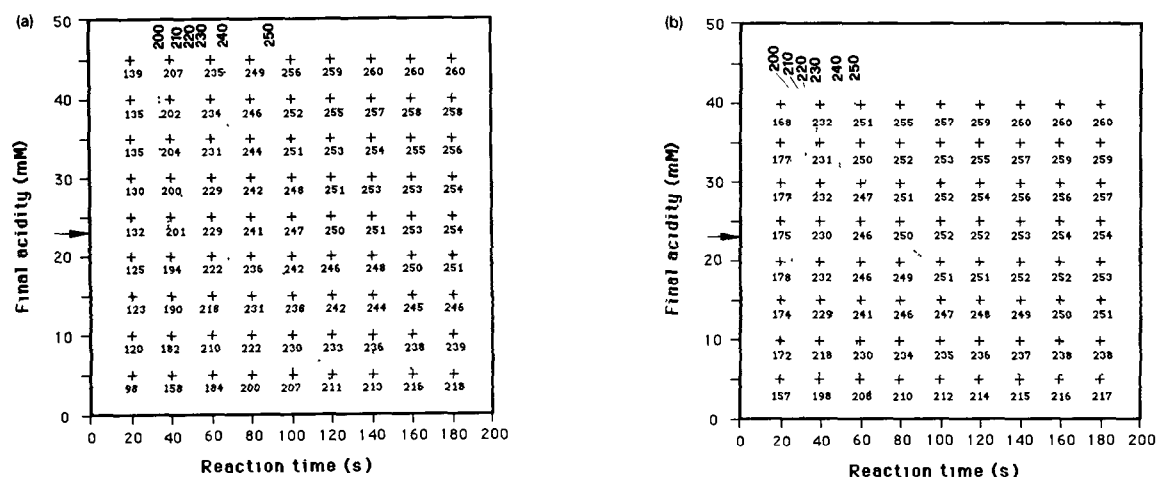 (a)
50
200 210 220 230 240 250
139 207 235 249 256 259 260 260 260
40
135 202 234 246 252 255 257 258 258
135 204 231 244 251 253 254 255 256
30
130 200 229 242 248 251 253 253 254
132 201 229 241 247 250 251 253 254
20
125 194 222 236 242 246 248 250 251
123 190 218 231 238 242 244 245 246
10
120 182 210 222 230 233 236 238 239
98 158 184 200 207 211 213 216 218
0
0 20 40 60 80 100 120 140 160 180 200
Reaction time (s)
Final acidity (mM)
(b)
50
200 210 220 230 240 250
40
168 232 251 255 257 259 260 260 260
177 231 250 252 253 255 257 259 259
30
177 232 247 251 252 254 256 256 257
175 230 246 250 252 252 253 254 254
20
178 232 246 249 251 251 252 252 253
174 229 241 246 247 248 249 250 251
10
172 218 230 234 235 236 237 238 238
157 198 208 210 212 214 215 216 217
0
0 20 40 60 80 100 120 140 160 180 200
Reaction time (s)
Final acidity (mM)